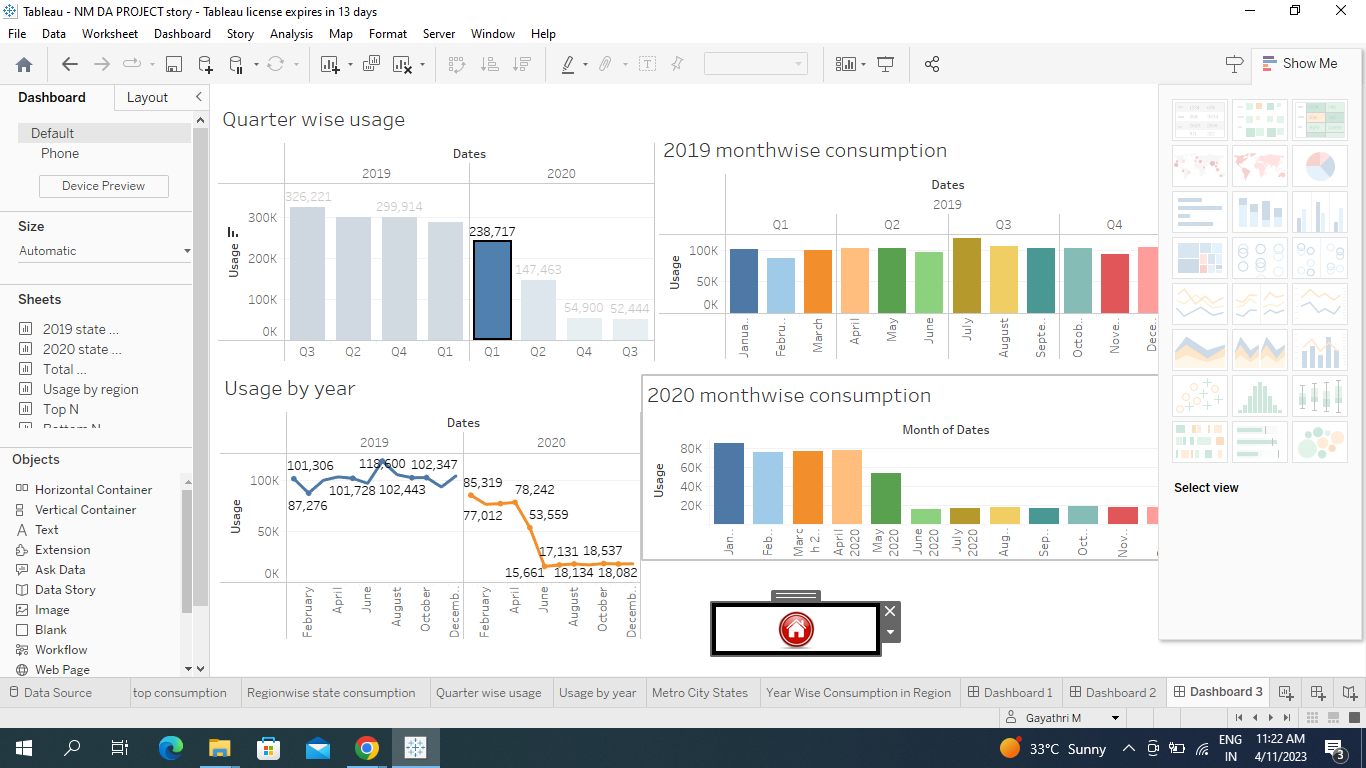 Tableau - NM DA PROJECT story - Tableau license expires in 13 days
File Data Worksheet Dashboard Story Analysis Map Format Server Window Help
Show Me
Dashboard Layout
Default
Phone
Device Preview
Size
Automatic
Sheets
2019 state ...
2020 state ...
Total ...
Usage by region
Top N
Objects
Horizontal Container
Vertical Container
Text
Extension
Ask Data
Data Story
Image
Blank
Workflow
Web Page
Quarter wise usage
Dates
2019 2020
326,221
299,914
238,717
147,463
54,900
52,444
Usage
300K
200K
100K
0K
Q3 Q2 Q4 Q1 Q1 Q2 Q4 Q3
2019 monthwise consumption
Dates
2019
Q1 Q2 Q3 Q4
Usage
100K
50K
0K
Janua.. Febru.. March April May June July August Septe.. Octob.. Nove.. Dece..
Usage by year
Dates
2019 2020
Usage
100K
50K
0K
101,306 118,600 102,347
87,276 101,728 102,443
85,319 78,242
77,012 53,559
17,131 18,537
15,661 18,134 18,082
February April June August October Decemb.. February April June August October Decemb..
2020 monthwise consumption
Month of Dates
Usage
80K
60K
40K
20K
Jan.. Feb.. Marc h 2.. April 2020 May 2020 June 2020 July 2020 Aug.. Sep.. Oct.. Nov..
Select view
Data Source top consumption Regionwise state consumption Quarter wise usage Usage by year Metro City States Year Wise Consumption in Region Dashboard 1 Dashboard 2 Dashboard 3
Gayathri M
33°C Sunny
ENG
IN
11:22 AM
4/11/2023
3